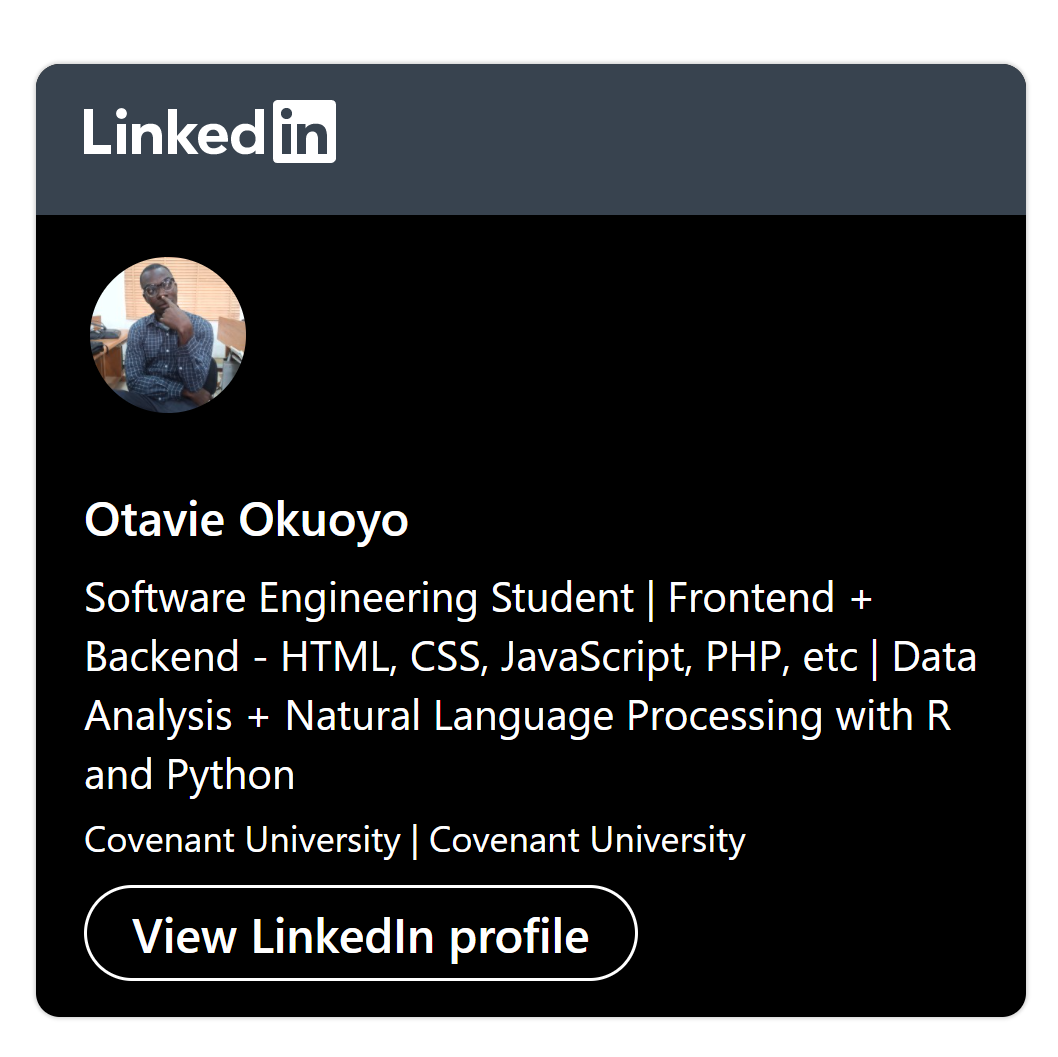 LinkedIn
Otavie Okuoyo
Software Engineering Student | Frontend +
Backend - HTML, CSS, JavaScript, PHP, etc | Data
Analysis + Natural Language Processing with R
and Python
Covenant University | Covenant University
View LinkedIn profile